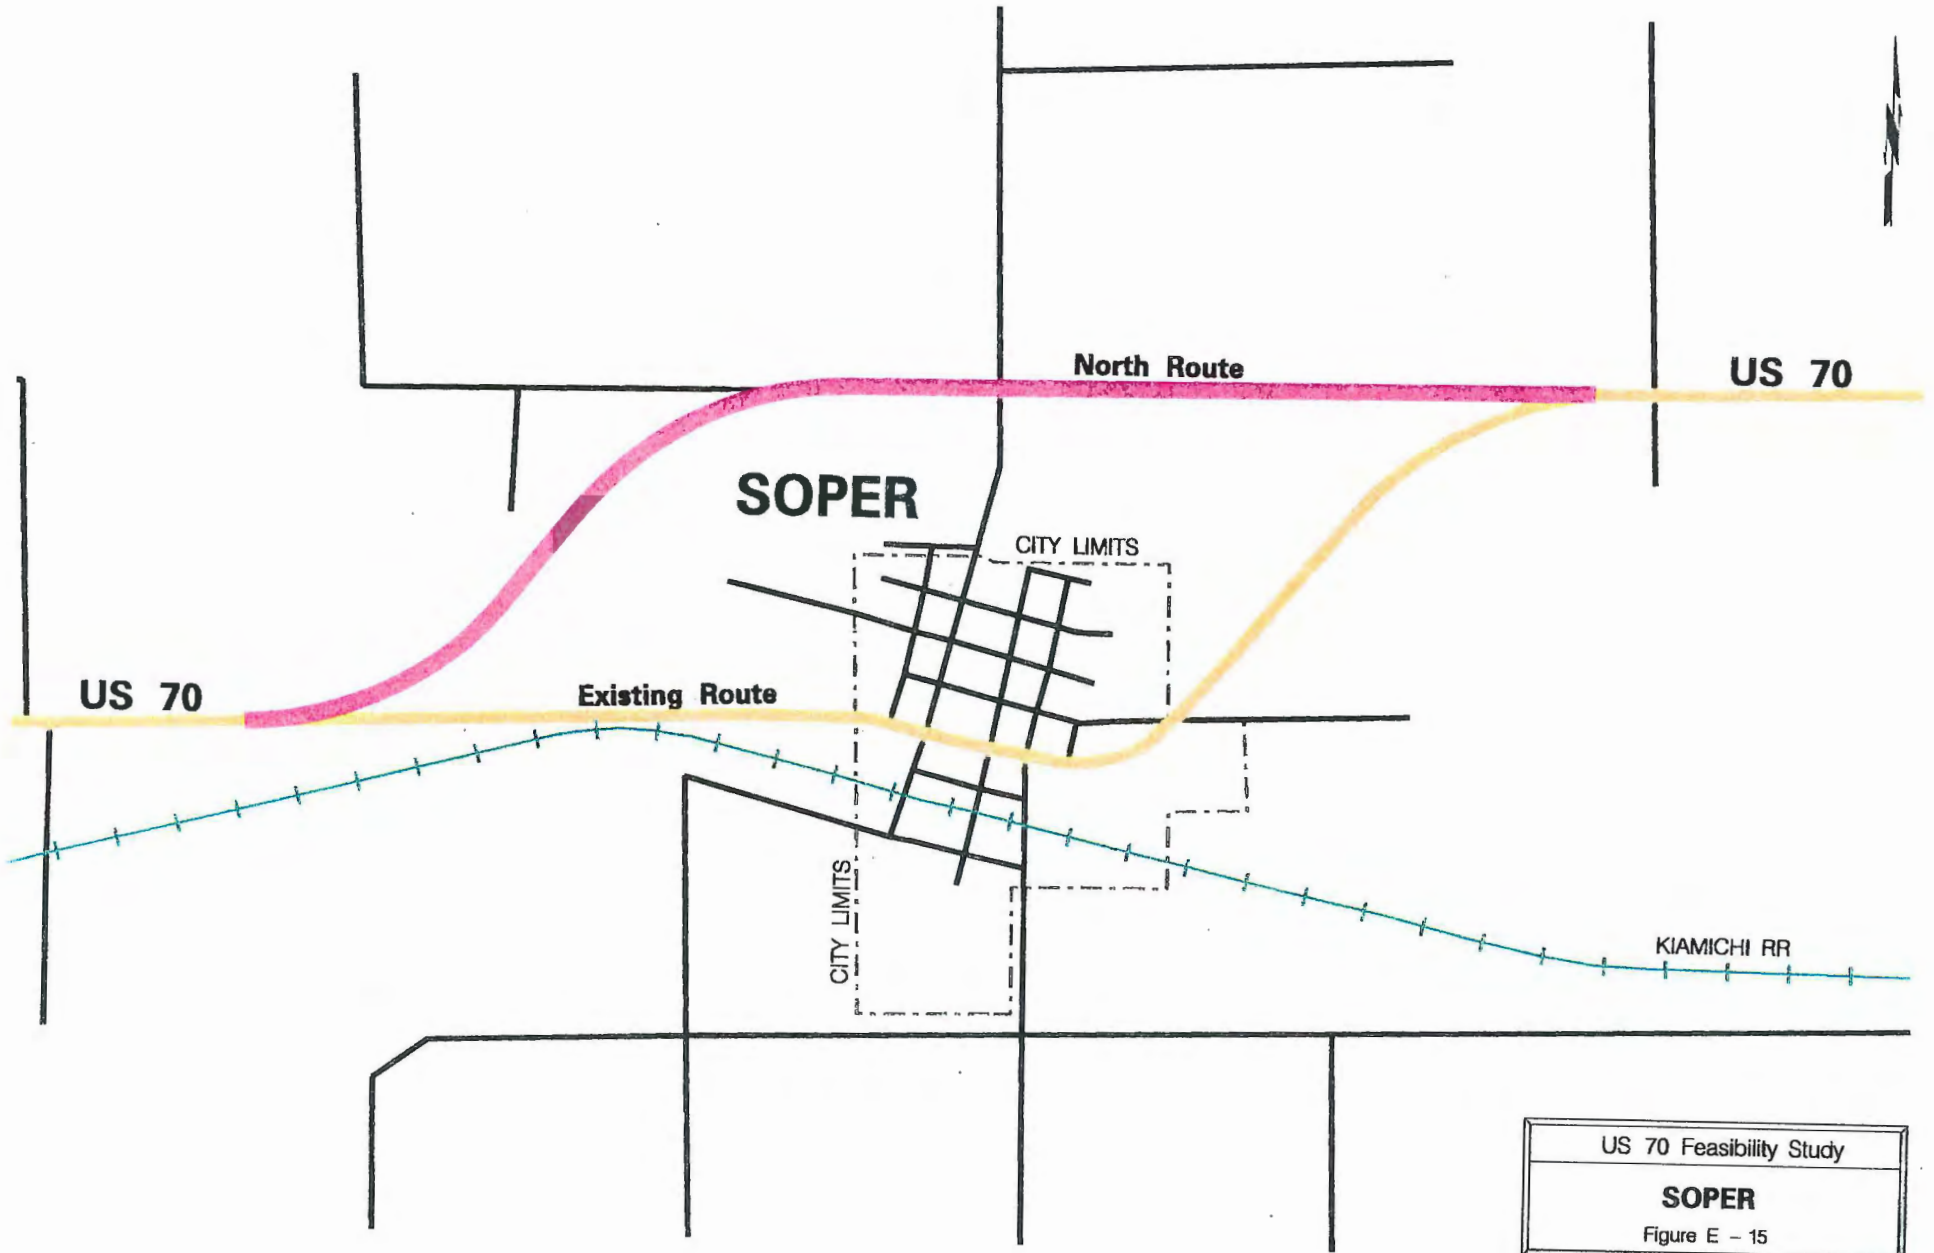 North Route
US 70
SOPER
CITY LIMITS
US 70
Existing Route
CITY LIMITS
KIAMICHI RR
US 70 Feasibility Study
SOPER
Figure E - 15